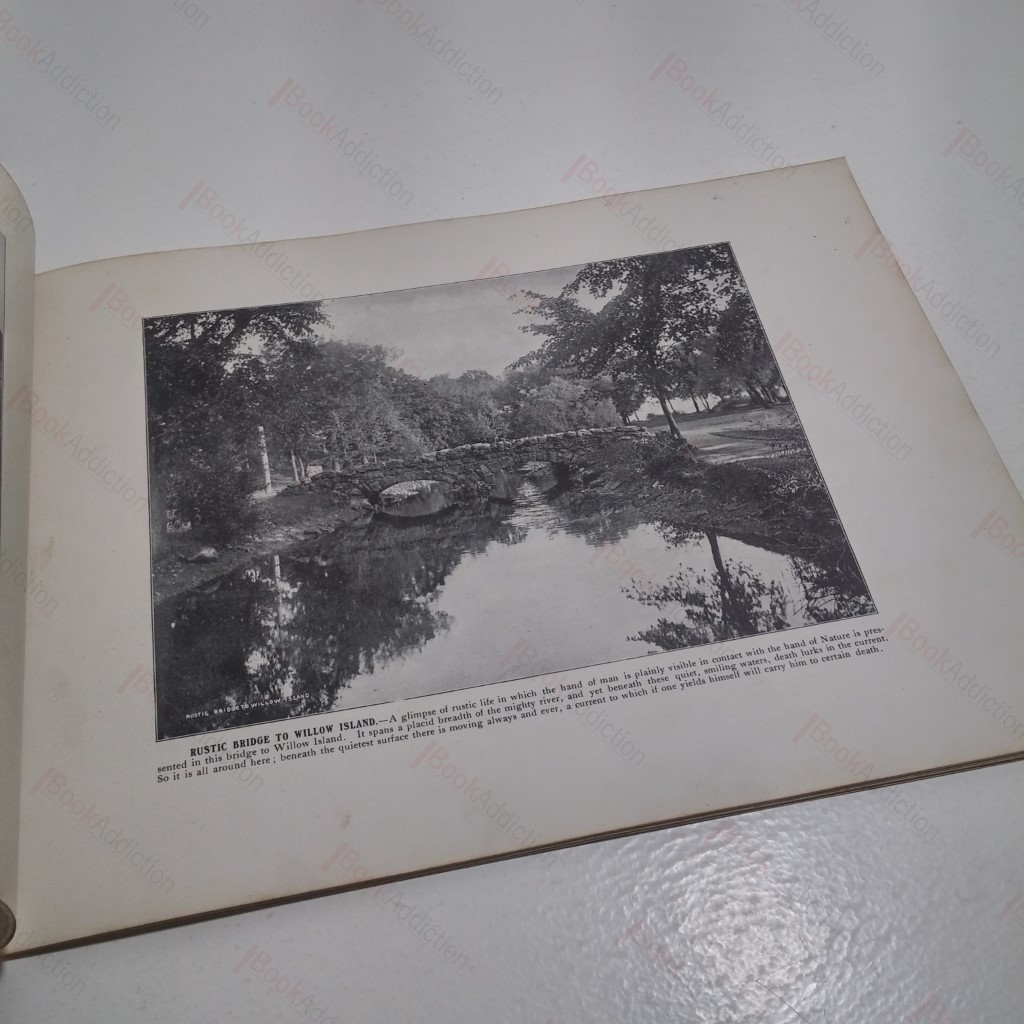 RUSTIC BRIDGE TO WILLOW ISLAND
RUSTIC BRIDGE TO WILLOW ISLAND.—A glimpse of rustic life in which the hand of man is plainly visible in contact with the hand of Nature is pres-
sented in this bridge to Willow Island. It spans a placid breadth of the mighty river, and yet beneath these quiet, smiling waters, death lurks in the current.
So it is all around here; beneath the quietest surface there is moving always and ever, a current to which if one yields himself will carry him to certain death.
BookAddiction